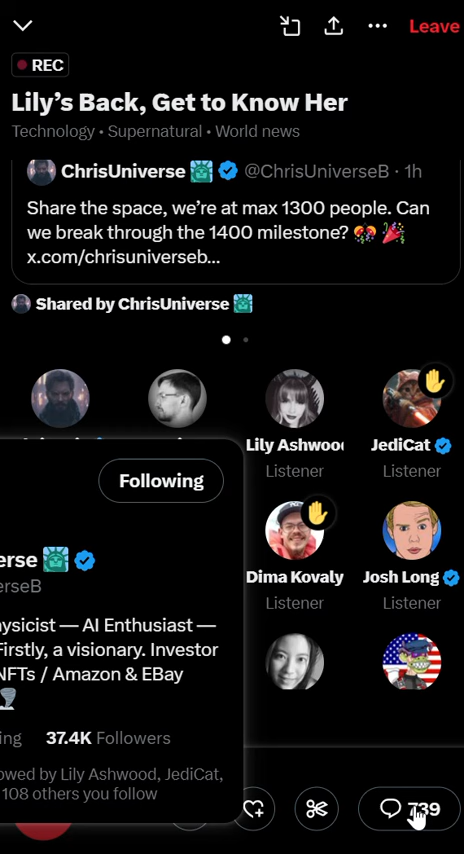 Leave
REC
Lily’s Back, Get to Know Her
Technology • Supernatural • World news
ChrisUniverse 🗽 @ChrisUniverseB · 1h
Share the space, we’re at max 1300 people. Can
we break through the 1400 milestone? 🎊 🎉
x.com/chrisuniverseb...
Shared by ChrisUniverse 🗽
Lily Ashwood
JediCat
Listener
Listener
Following
Dima Kovaly
Josh Long
Listener
erse 🗽
erseB
ysicist — AI Enthusiast —
Firstly, a visionary. Investor
NFTs / Amazon & EBay
🌪️
ing 37.4K Followers
owed by Lily Ashwood, JediCat,
108 others you follow
739